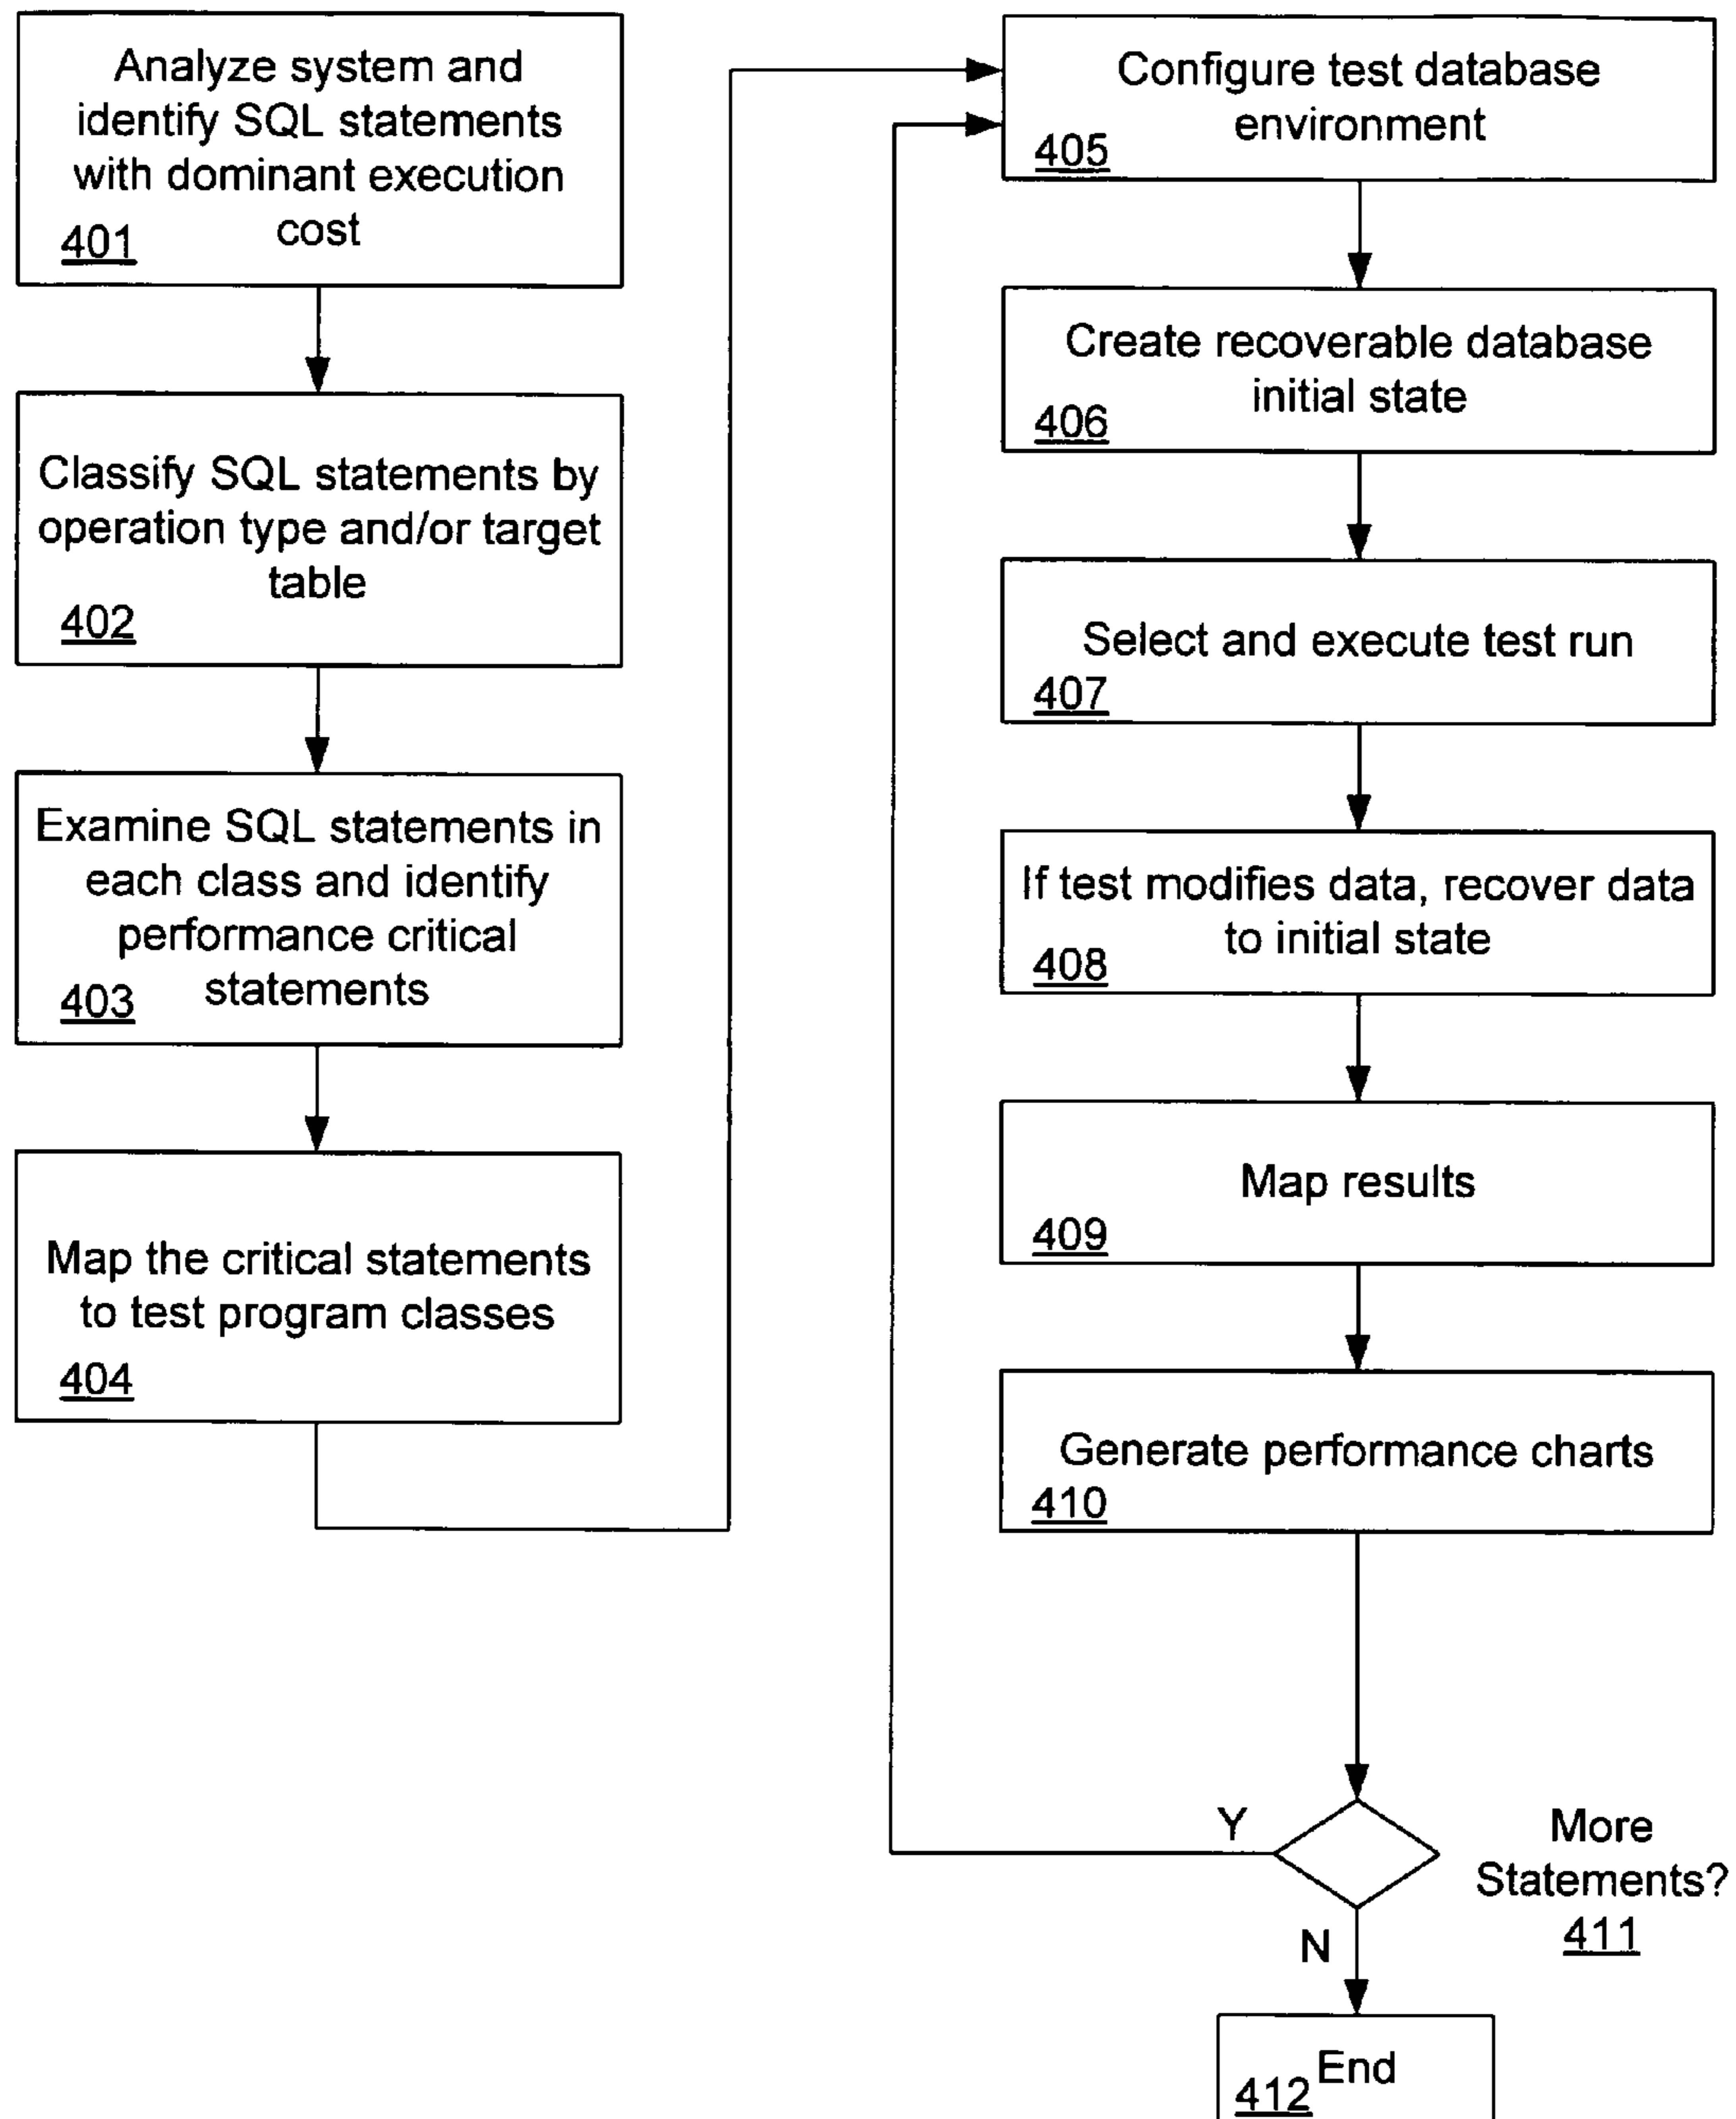 Analyze system and
identify SQL statements
with dominant execution
cost
401
Classify SQL statements by
operation type and/or target
table
402
Examine SQL statements in
each class and identify
performance critical
statements
403
Map the critical statements
to test program classes
404
Configure test database
environment
405
Create recoverable database
initial state
406
Select and execute test run
407
If test modifies data, recover data
to initial state
408
Map results
409
Generate performance charts
410
Y
More
Statements?
411
N
End
412